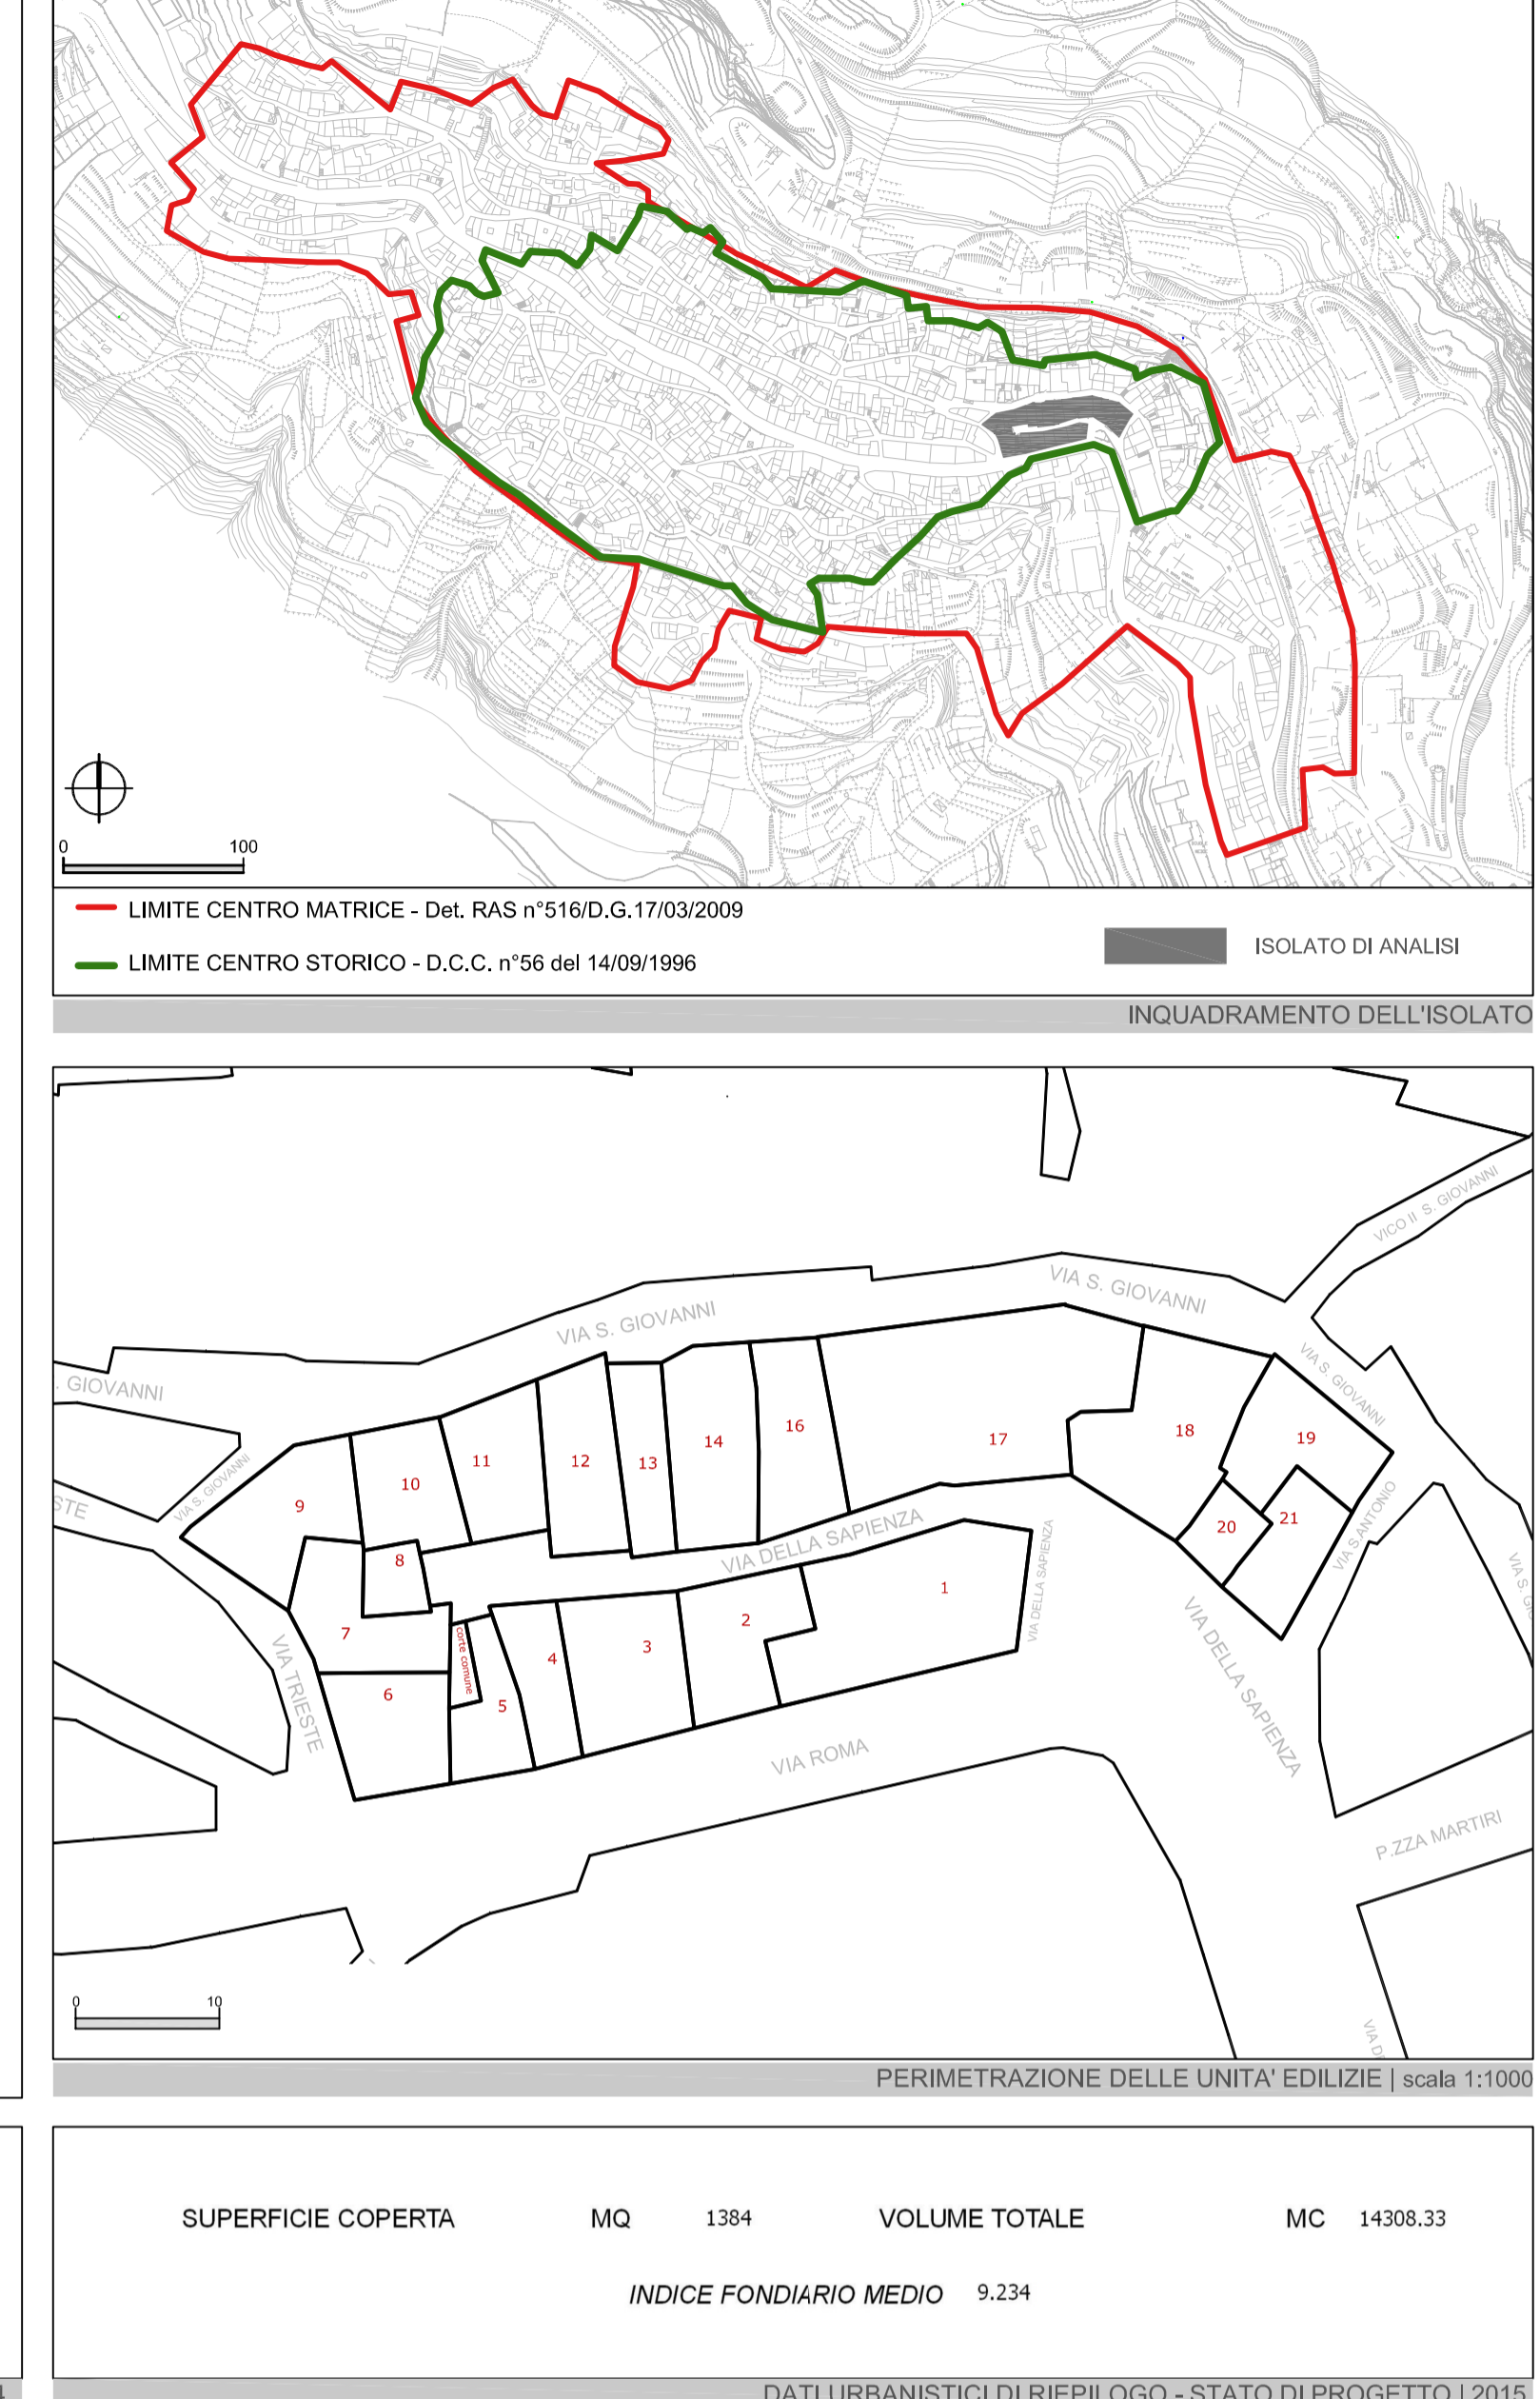 0 100
LIMITE CENTRO MATRICE - Det. RAS n°516/D.G.17/03/2009
LIMITE CENTRO STORICO - D.C.C. n°56 del 14/09/1996
ISOLATO DI ANALISI
INQUADRAMENTO DELL'ISOLATO
VICO II S. GIOVANNI
VIA S. GIOVANNI
VIA S. GIOVANNI
. GIOVANNI
VIA S. GIOVANNI
VIA S. GIOVANNI
STE
9
10
11
12
13
14
16
17
18
19
20
21
8
7
6
corte comune
5
4
3
2
1
VIA DELLA SAPIENZA
VIA DELLA SAPIENZA
VIA S. ANTONIO
VIA TRIESTE
VIA ROMA
VIA DELLA SAPIENZA
P.ZZA MARTIRI
0 10
PERIMETRAZIONE DELLE UNITA' EDILIZIE | scala 1:1000
SUPERFICIE COPERTA MQ 1384 VOLUME TOTALE MC 14308.33
INDICE FONDIARIO MEDIO 9.234
DATI URBANISTICI DI RIEPILOGO - STATO DI PROGETTO | 2015